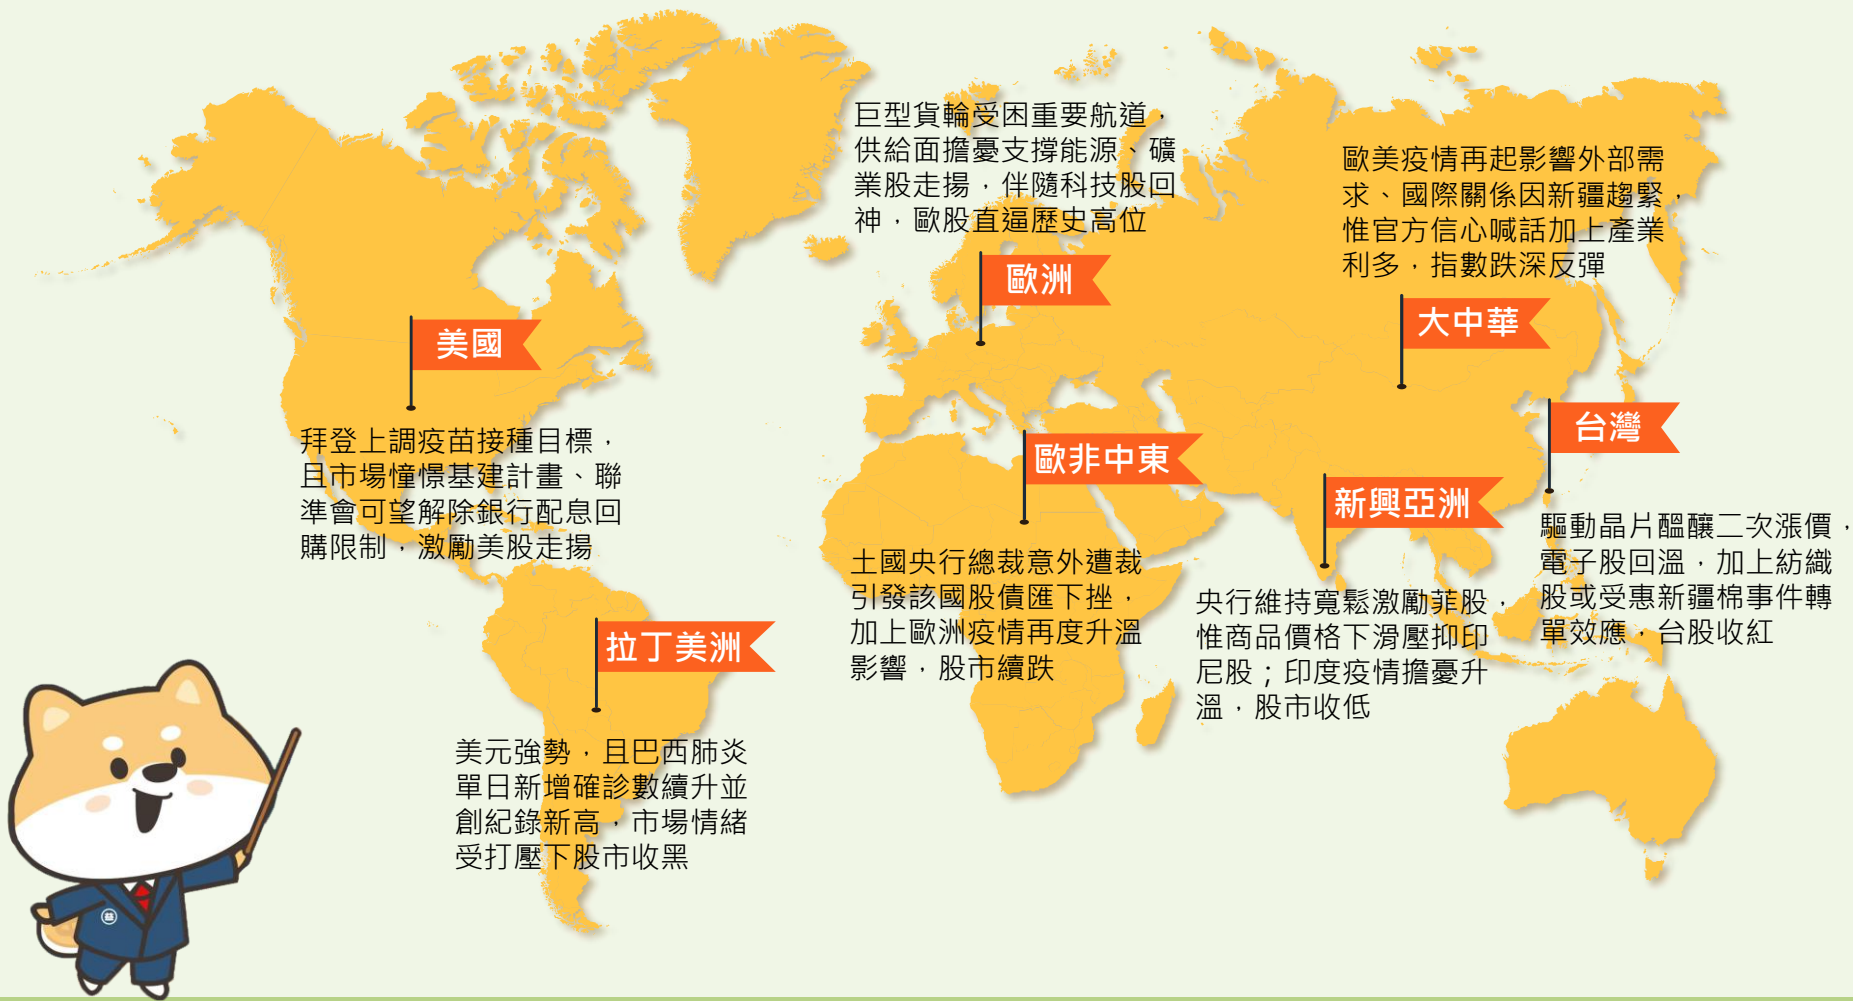 巨型貨輪受困重要航道，
供給面擔憂支撐能源、礦
業股走揚，伴隨科技股回
神，歐股直逼歷史高位
歐洲
歐美疫情再起影響外部需
求、國際關係因新疆趨緊，
惟官方信心喊話加上產業
利多，指數跌深反彈
大中華
美國
拜登上調疫苗接種目標，
且市場憧憬基建計畫、聯
準會可望解除銀行配息回
購限制，激勵美股走揚
歐非中東
土國央行總裁意外遭裁
引發該國股債匯下挫，
加上歐洲疫情再度升溫
影響，股市續跌
新興亞洲
央行維持寬鬆激勵菲股，
惟商品價格下滑壓抑印
尼股；印度疫情擔憂升
溫，股市收低
台灣
驅動晶片醞釀二次漲價，
電子股回溫，加上紡織
股或受惠新疆棉事件轉
單效應，台股收紅
拉丁美洲
美元強勢，且巴西肺炎
單日新增確診數續升並
創紀錄新高，市場情緒
受打壓下股市收黑